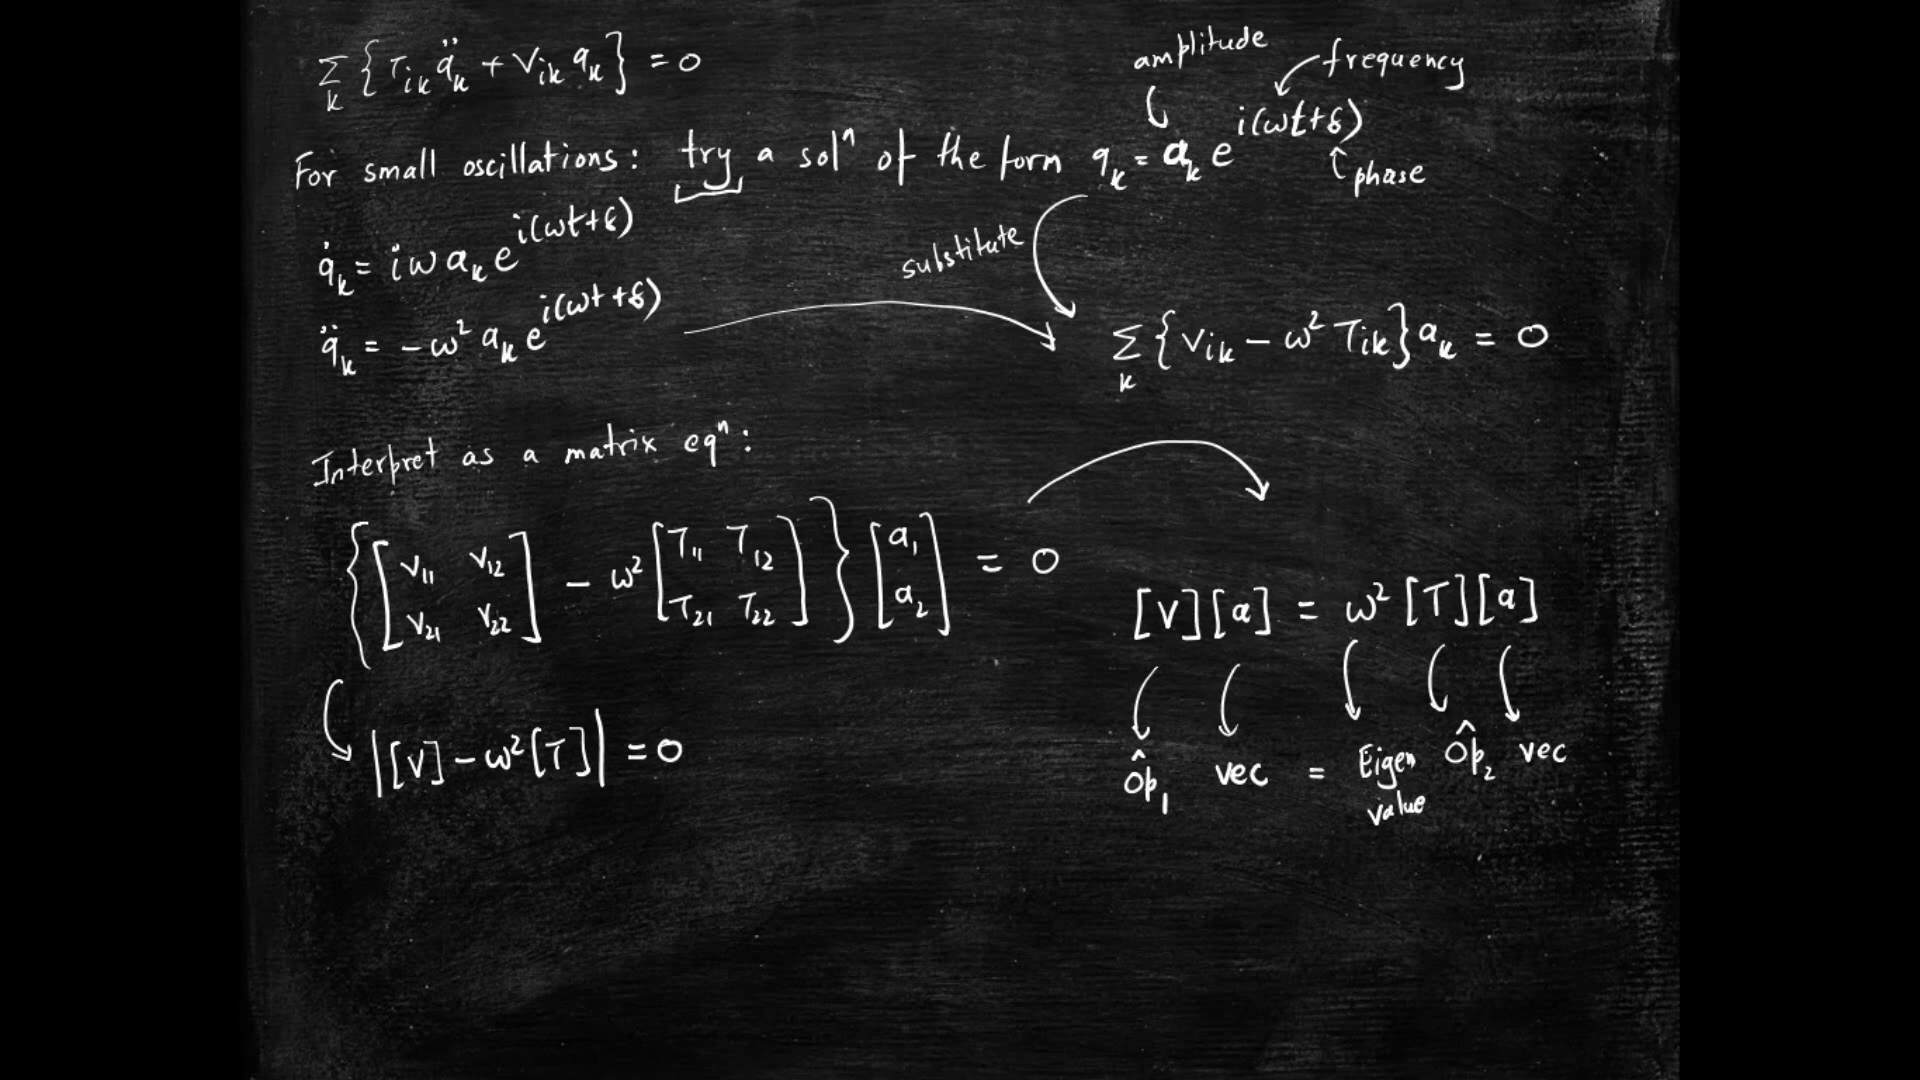 ∑_k {T_ik q̈_k + V_ik q_k} = 0
amplitude
frequency
For small oscillations: try a solⁿ of the form q_k = a_k e^{i(ωt+δ)}
phase
q̇_k = iω a_k e^{i(ωt+δ)}
substitute
q̈_k = -ω² a_k e^{i(ωt+δ)}
∑_k {V_ik - ω² T_ik} a_k = 0
Interpret as a matrix eqⁿ:
{[V₁₁ V₁₂; V₂₁ V₂₂] - ω² [T₁₁ T₁₂; T₂₁ T₂₂]} [a₁; a₂] = 0
[V][a] = ω² [T][a]
|[V] - ω²[T]| = 0
Ôp₁ vec = Eigen value Ôp₂ vec